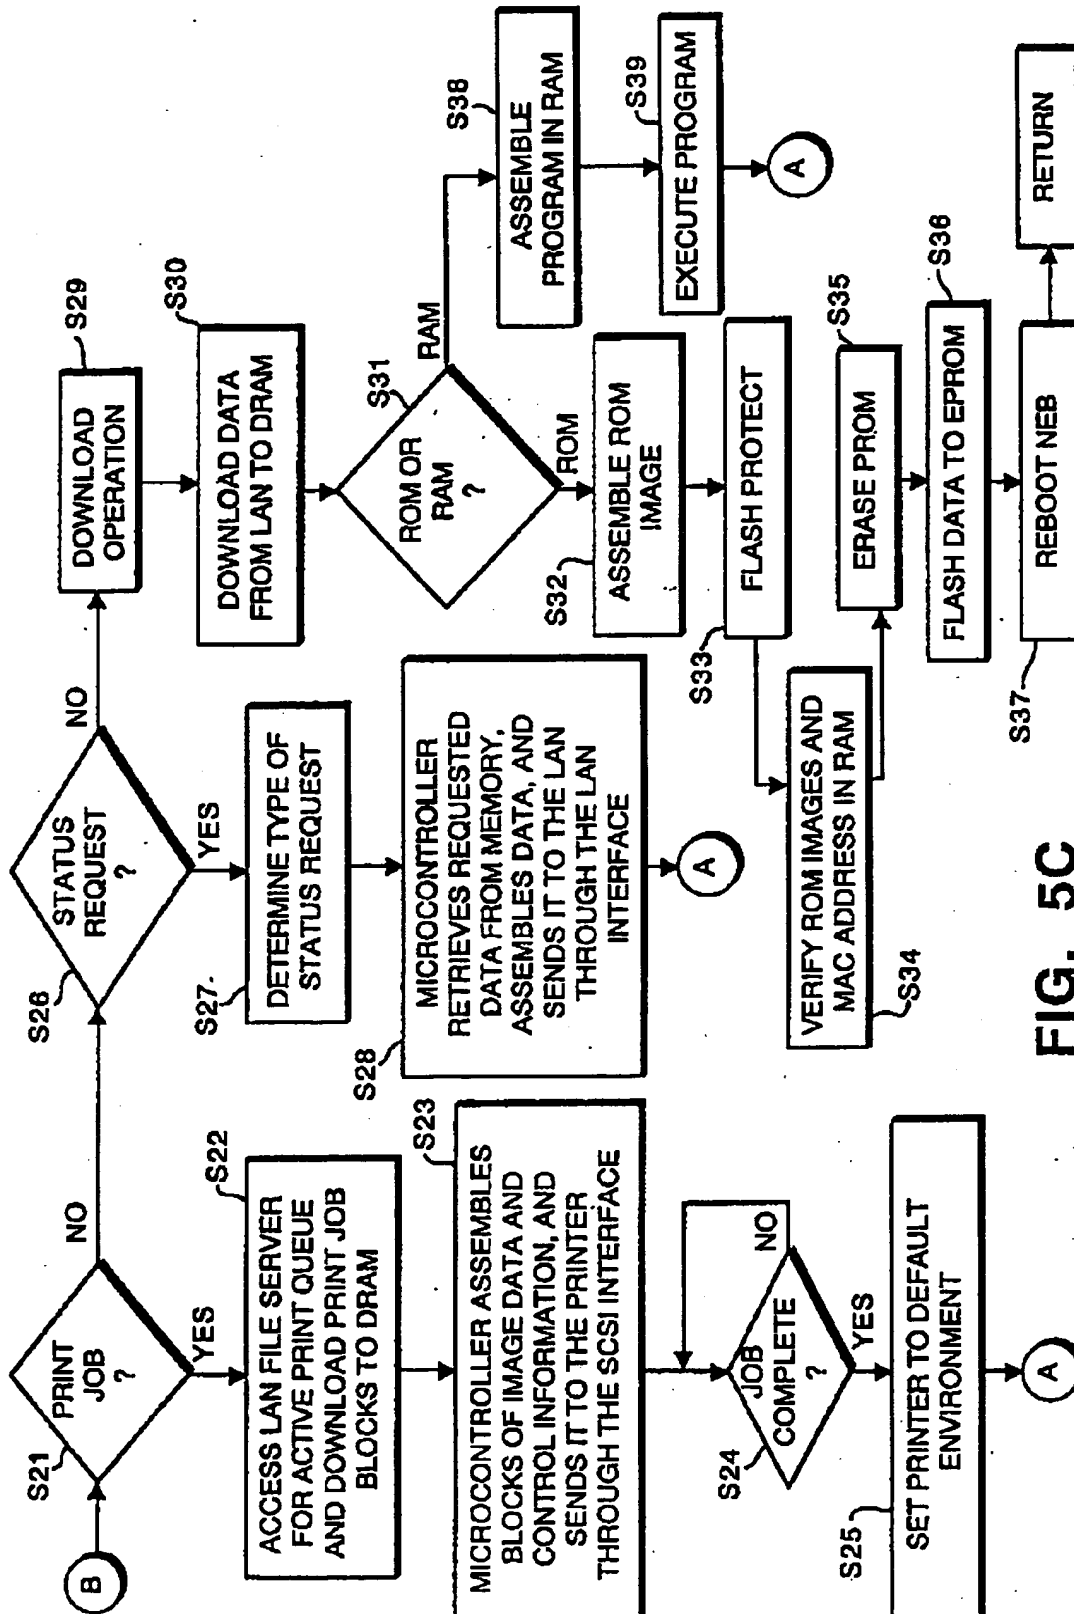 B
S21
PRINT
JOB
?
NO
YES
S22
ACCESS LAN FILE SERVER
FOR ACTIVE PRINT QUEUE
AND DOWNLOAD PRINT JOB
BLOCKS TO DRAM
S23
MICROCONTROLLER ASSEMBLES
BLOCKS OF IMAGE DATA AND
CONTROL INFORMATION, AND
SENDS IT TO THE PRINTER
THROUGH THE SCSI INTERFACE
S24
JOB
COMPLETE
?
NO
YES
S25
SET PRINTER TO DEFAULT
ENVIRONMENT
A
S26
STATUS
REQUEST
?
NO
YES
S27
DETERMINE TYPE OF
STATUS REQUEST
S28
MICROCONTROLLER
RETRIEVES REQUESTED
DATA FROM MEMORY,
ASSEMBLES DATA, AND
SENDS IT TO THE LAN
THROUGH THE LAN
INTERFACE
A
S29
DOWNLOAD
OPERATION
S30
DOWNLOAD DATA
FROM LAN TO DRAM
S31
ROM OR
RAM
?
RAM
ROM
S32
ASSEMBLE ROM
IMAGE
S33
FLASH PROTECT
S34
VERIFY ROM IMAGES AND
MAC ADDRESS IN RAM
S35
ERASE PROM
S36
FLASH DATA TO EPROM
S37
REBOOT NEB
RETURN
S38
ASSEMBLE
PROGRAM IN RAM
S39
EXECUTE PROGRAM
A
FIG. 5C